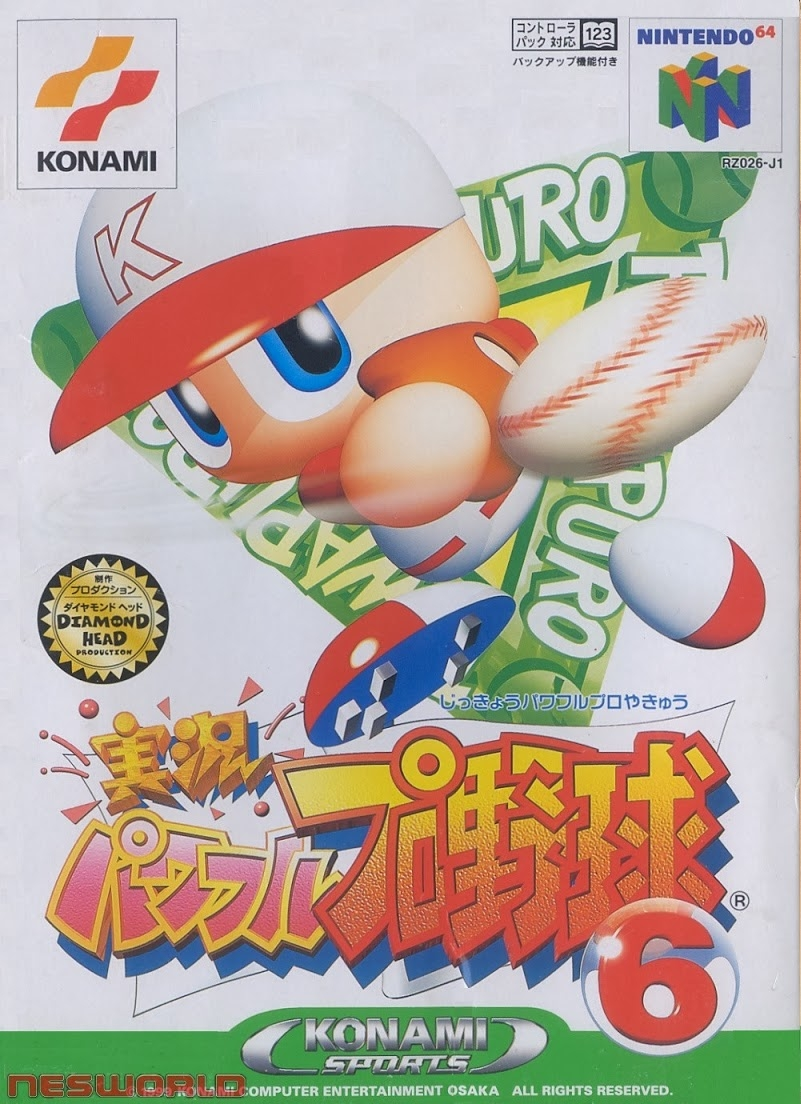 KONAMI
コントローラ
パック 対応
123
バックアップ機能付き
NINTENDO64
RZ026-J1
K
PURO
PURO
制作
プロダクション
ダイヤモンド ヘッド
DIAMOND
HEAD
PRODUCTION
じっきょうパワフルプロやきゅう
実況
パワフル
プロ野球
®
6
KONAMI
SPORTS
nesworld
© 1999 KONAMI COMPUTER ENTERTAINMENT OSAKA ALL RIGHTS RESERVED.